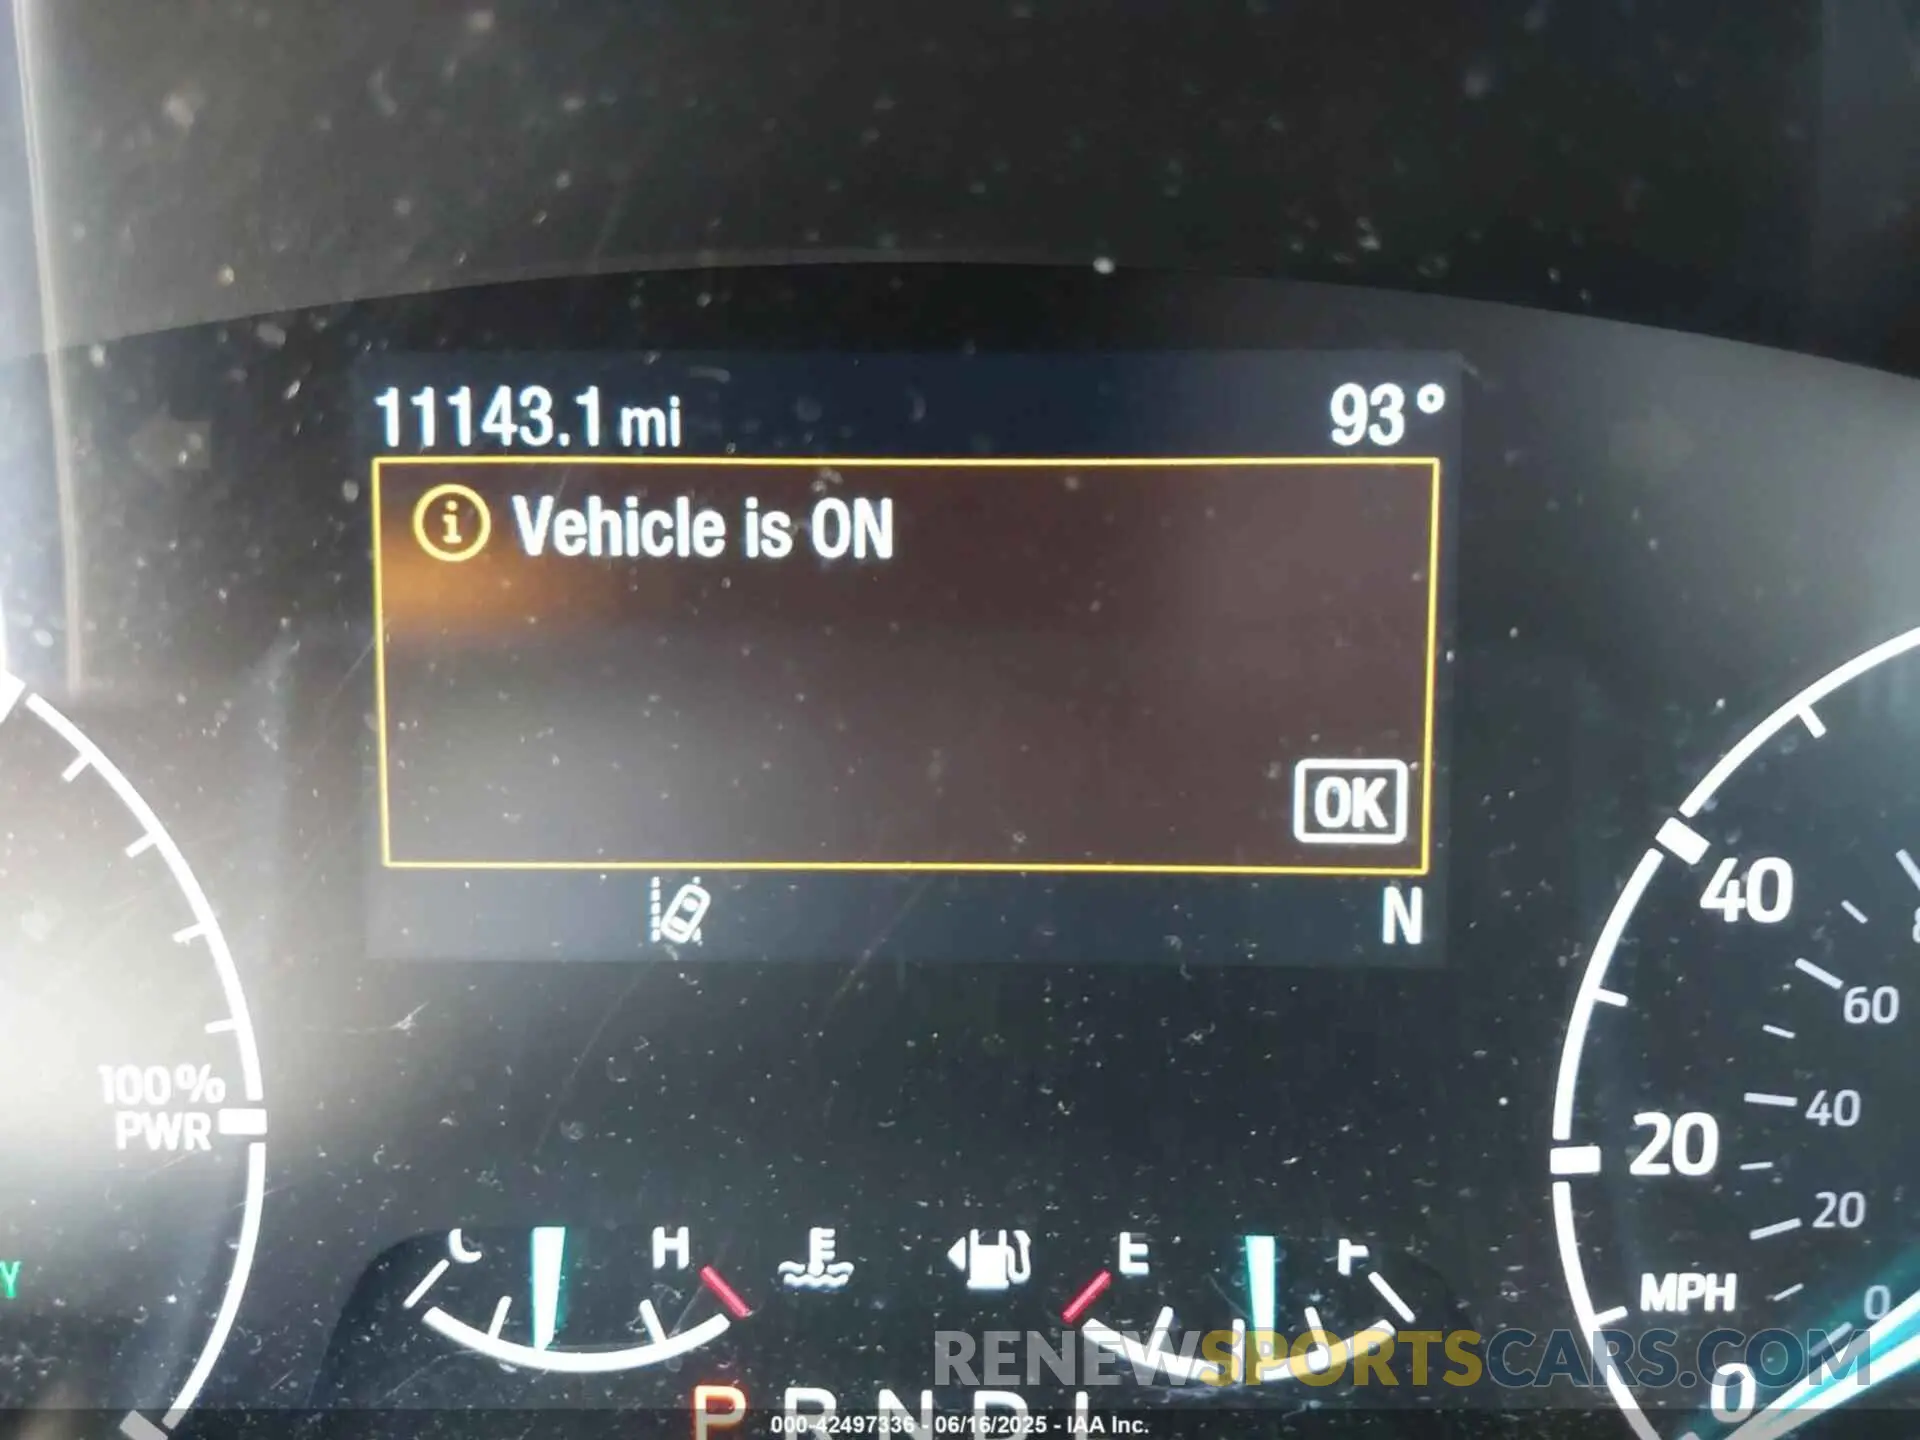 11143.1 mi 93°
i Vehicle is ON
OK
N
40
60
100%
PWR
40
20
20
Y
C H E F
MPH
0
RENEWSPORTSCARS.COM
0
P R N D L
000-42497336 - 06/16/2025 - IAA Inc.